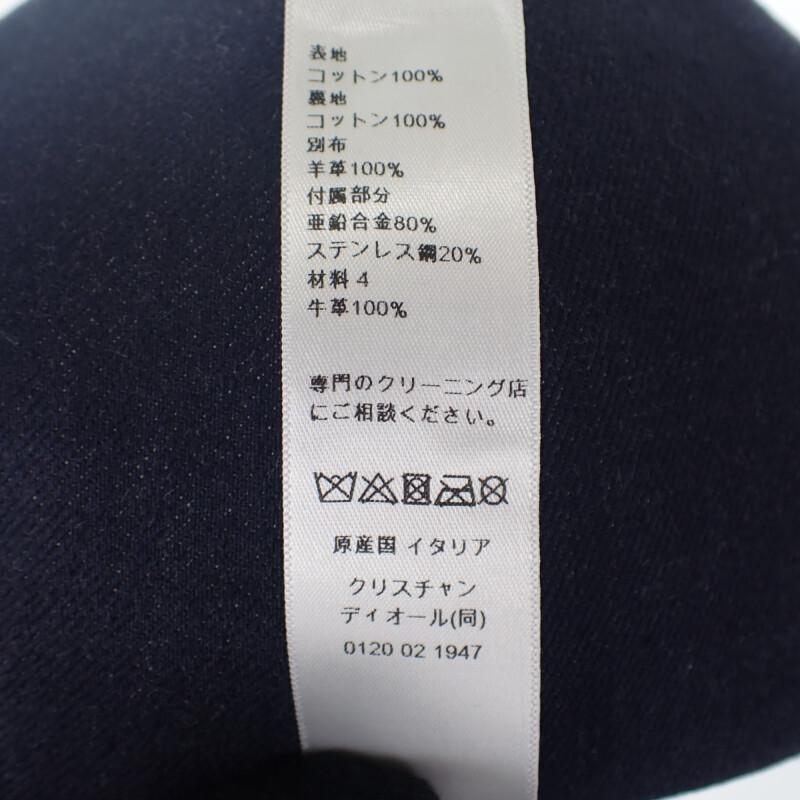 表地
コットン100%
裏地
コットン100%
別布
羊革100%
付属部分
亜鉛合金80%
ステンレス鋼20%
材料 4
牛革100%
専門のクリーニング店
にご相談ください。
原産国 イタリア
クリスチャン
ディオール(同)
0120 02 1947